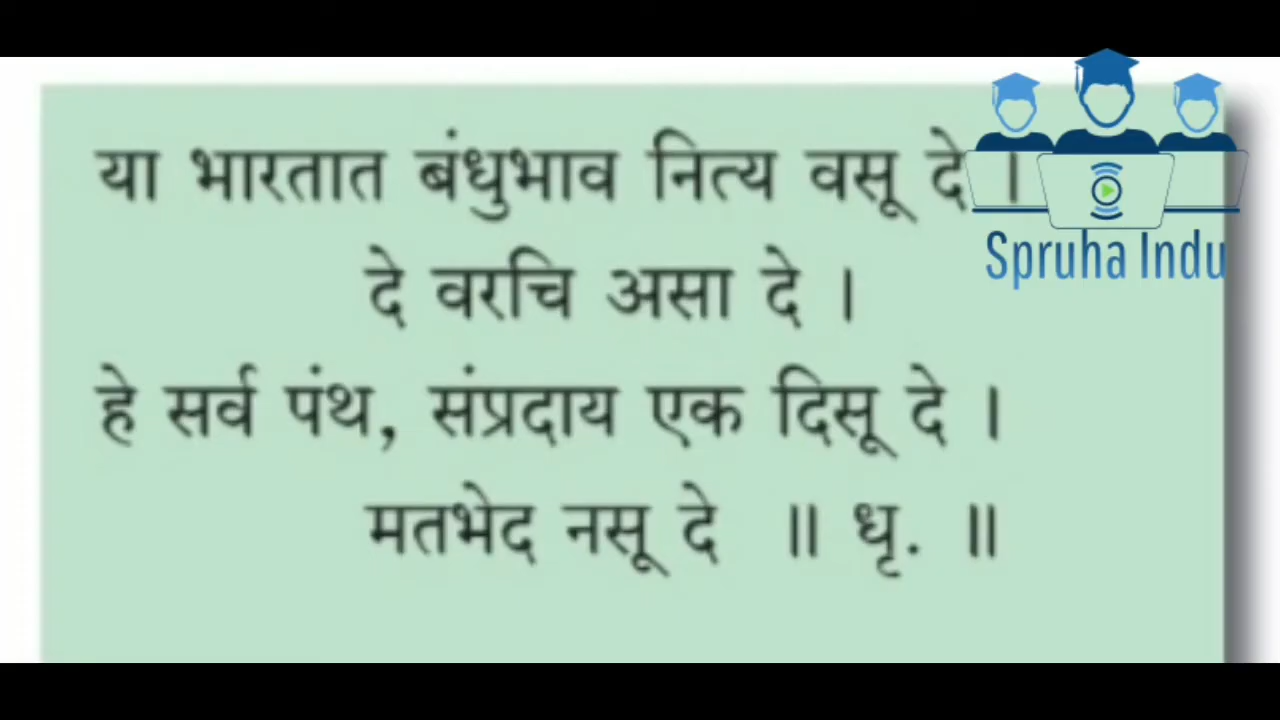 या भारतात बंधुभाव नित्य वसू दे ।
दे वरचि असा दे ।
हे सर्व पंथ, संप्रदाय एक दिसू दे ।
मतभेद नसू दे ॥ धृ. ॥
Spruha Indu